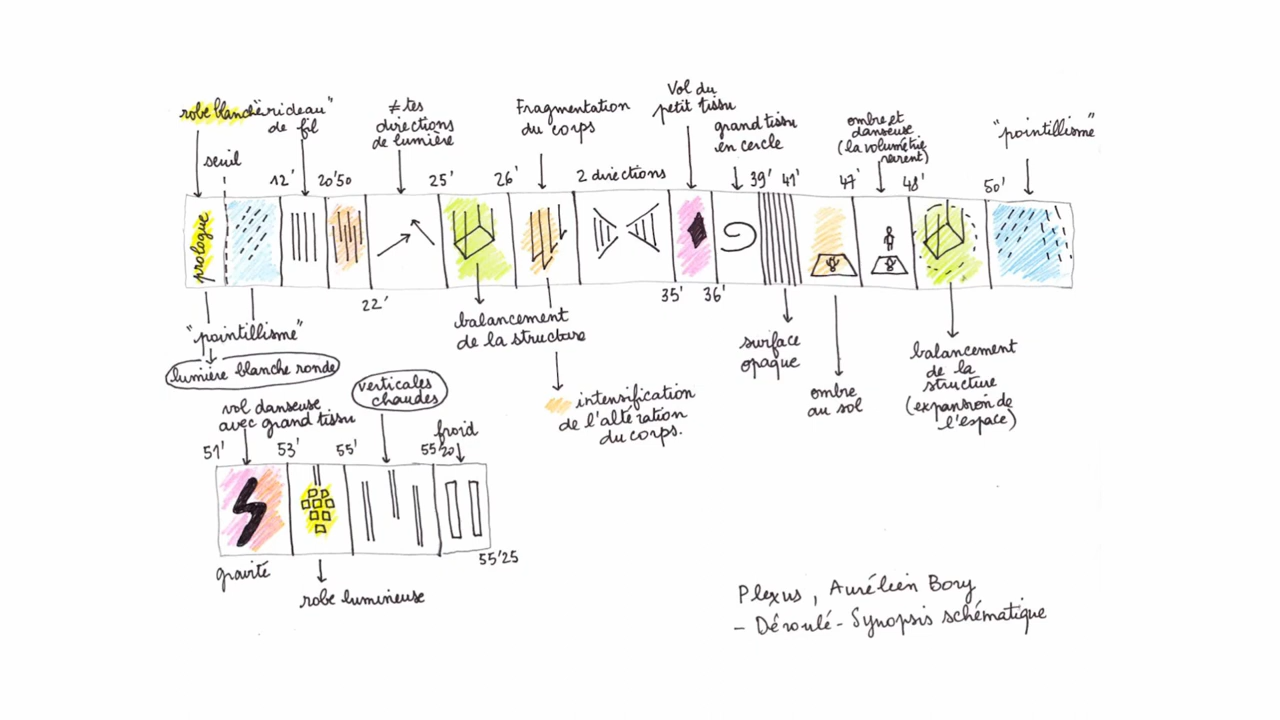 robe blanche
"rideau"
de fil
≠tes
directions
de lumière
Fragmentation
du corps
Vol du
petit tissu
grand tissu
en cercle
ombre et
danseuse
(la volumétrie
revient)
"pointillisme"
seuil
12'
20'50
25'
26'
2 directions
39'
41'
47'
48'
50'
prologue
22'
35'
36'
"pointillisme"
lumière blanche ronde
balancement
de la structure
intensification
de l'altération
du corps.
surface
opaque
ombre
au sol
balancement
de la
structure
(expansion de
l'espace)
vol danseuse
avec grand tissu
verticales
chaudes
froid
51'
53'
55'
55'20
55'25
gravité
robe lumineuse
Plexus, Aurélien Bory
- Déroulé - Synopsis schématique